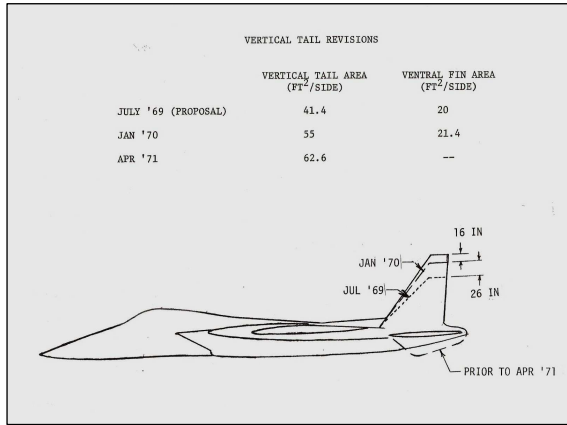 VERTICAL TAIL REVISIONS
VERTICAL TAIL AREA VENTRAL FIN AREA
(FT²/SIDE) (FT²/SIDE)
JULY '69 (PROPOSAL) 41.4 20
JAN '70 55 21.4
APR '71 62.6 --
16 IN
JAN '70
JUL '69
26 IN
PRIOR TO APR '71